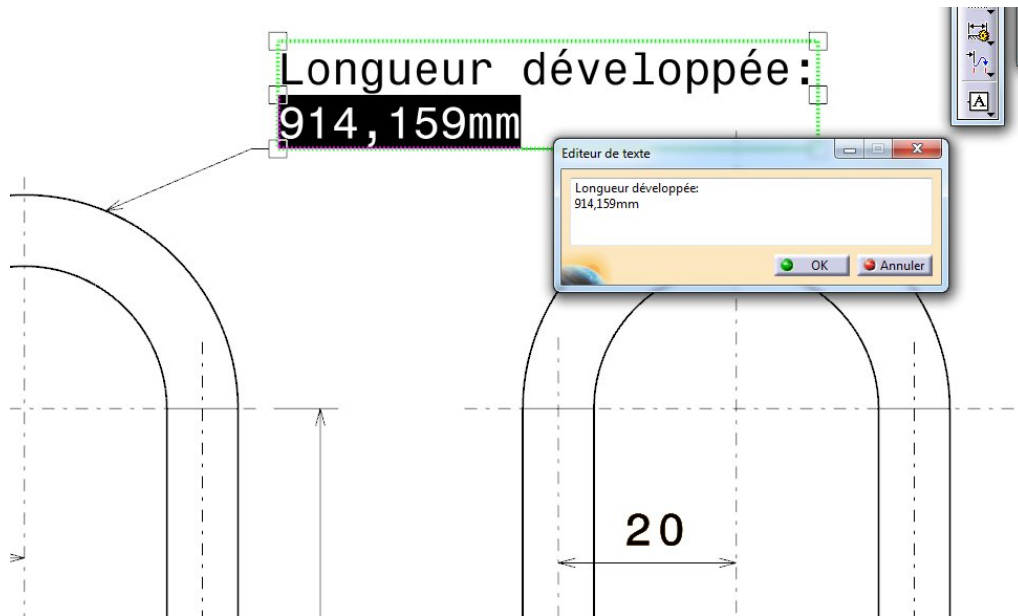 Longueur développée:
914,159mm
Editeur de texte
Longueur développée:
914,159mm
OK
Annuler
A
20